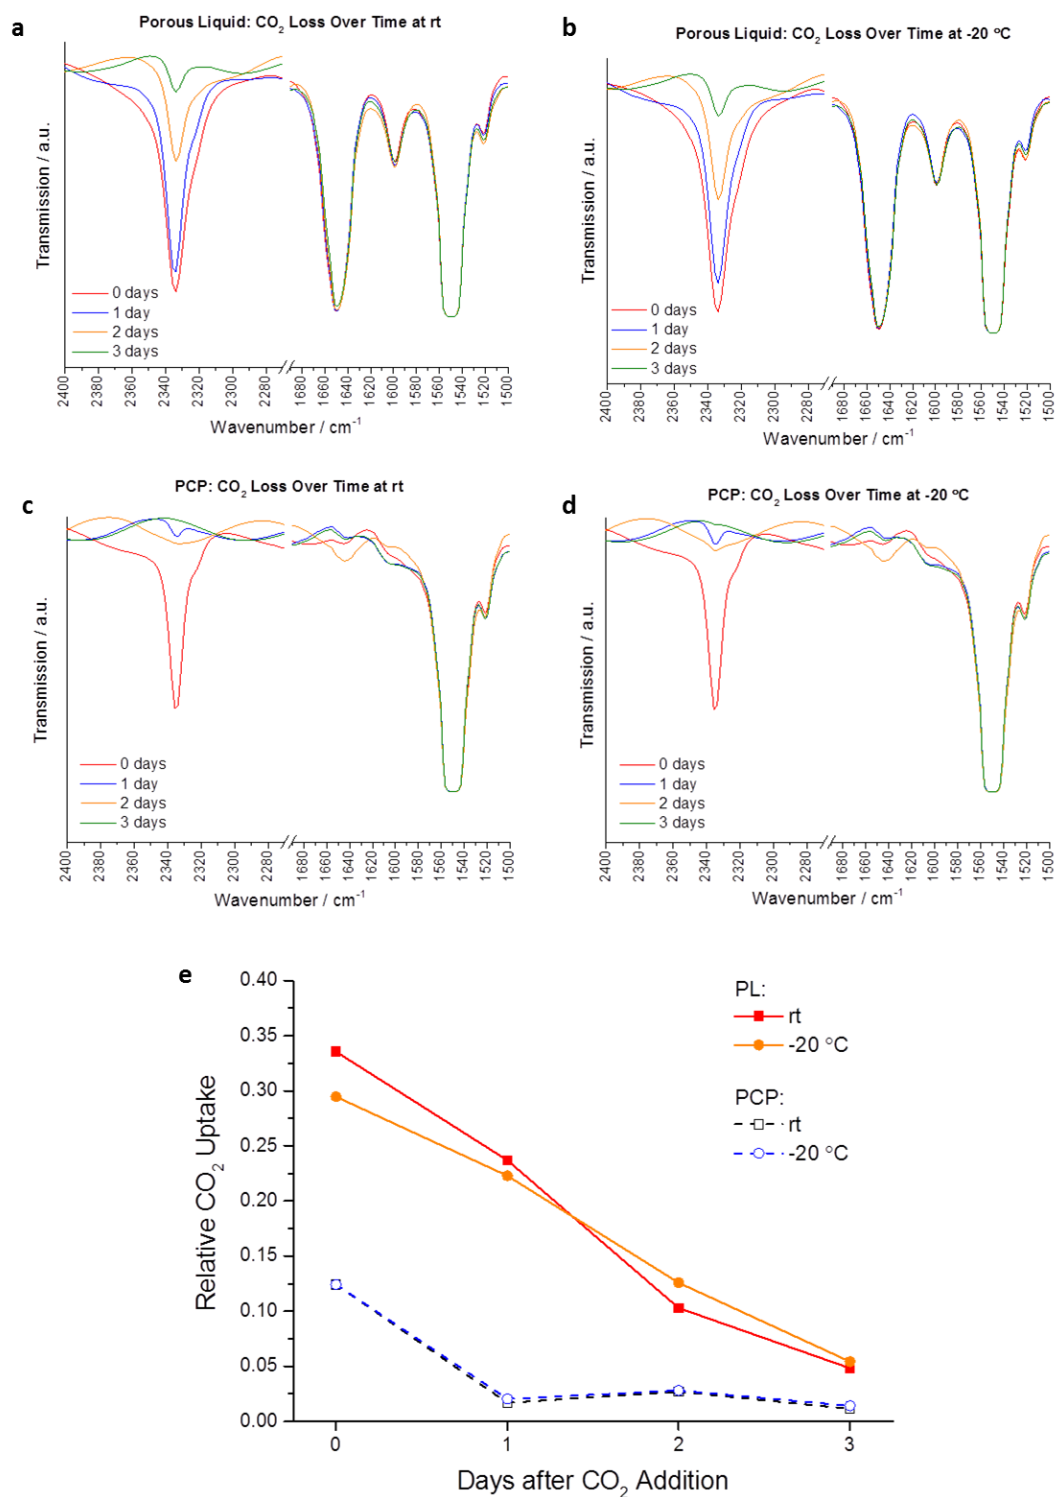 a
Porous Liquid: CO₂ Loss Over Time at rt
Transmission / a.u.
0 days
1 day
2 days
3 days
2400 2380 2360 2340 2320 2300 2280 1680 1660 1640 1620 1600 1580 1560 1540 1520 1500
Wavenumber / cm⁻¹
b
Porous Liquid: CO₂ Loss Over Time at -20 °C
Transmission / a.u.
0 days
1 day
2 days
3 days
2400 2380 2360 2340 2320 2300 2280 1680 1660 1640 1620 1600 1580 1560 1540 1520 1500
Wavenumber / cm⁻¹
c
PCP: CO₂ Loss Over Time at rt
Transmission / a.u.
0 days
1 day
2 days
3 days
2400 2380 2360 2340 2320 2300 2280 1680 1660 1640 1620 1600 1580 1560 1540 1520 1500
Wavenumber / cm⁻¹
d
PCP: CO₂ Loss Over Time at -20 °C
Transmission / a.u.
0 days
1 day
2 days
3 days
2400 2380 2360 2340 2320 2300 2280 1680 1660 1640 1620 1600 1580 1560 1540 1520 1500
Wavenumber / cm⁻¹
e
Relative CO₂ Uptake
0.40
0.35
0.30
0.25
0.20
0.15
0.10
0.05
0.00
PL:
rt
-20 °C
PCP:
rt
-20 °C
0 1 2 3
Days after CO₂ Addition